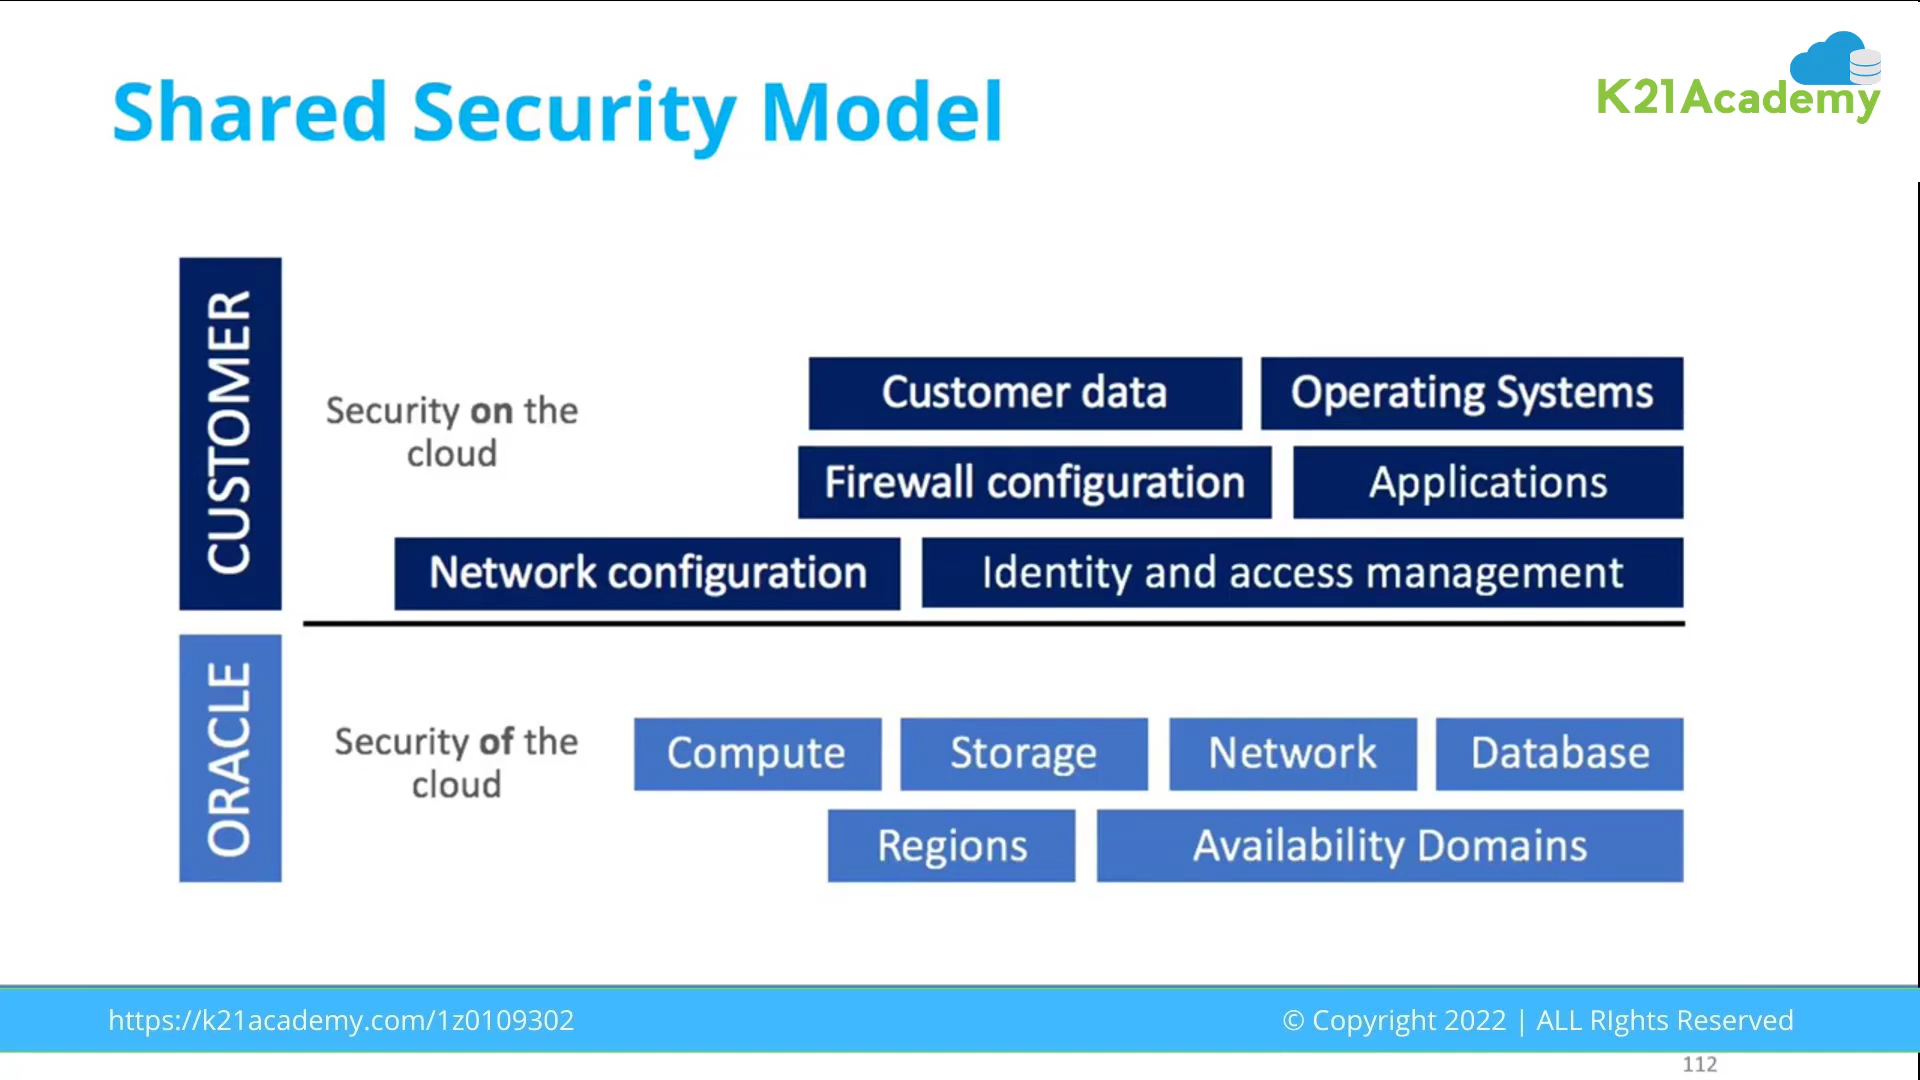 Shared Security Model
K21Academy
CUSTOMER
Security on the
cloud
Customer data
Operating Systems
Firewall configuration
Applications
Network configuration
Identity and access management
ORACLE
Security of the
cloud
Compute
Storage
Network
Database
Regions
Availability Domains
https://k21academy.com/1z0109302
© Copyright 2022 | ALL RIghts Reserved
112